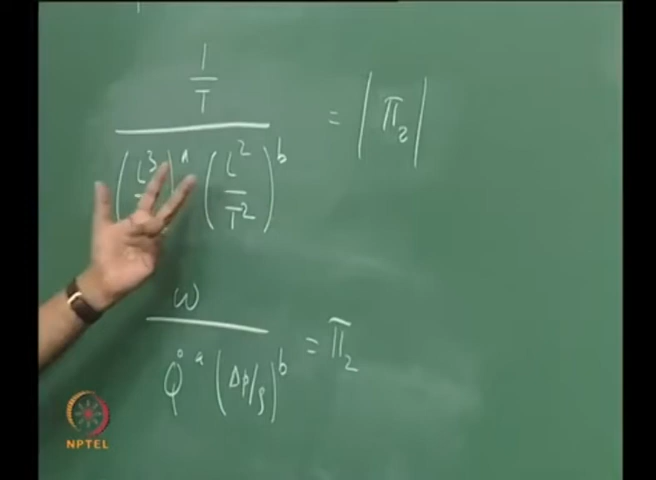 1
T
= |π₂|
(L³)ᵃ (L²/T²)ᵇ
ω
Q̇ᵃ (Δp/ρ)ᵇ = π₂
NPTEL